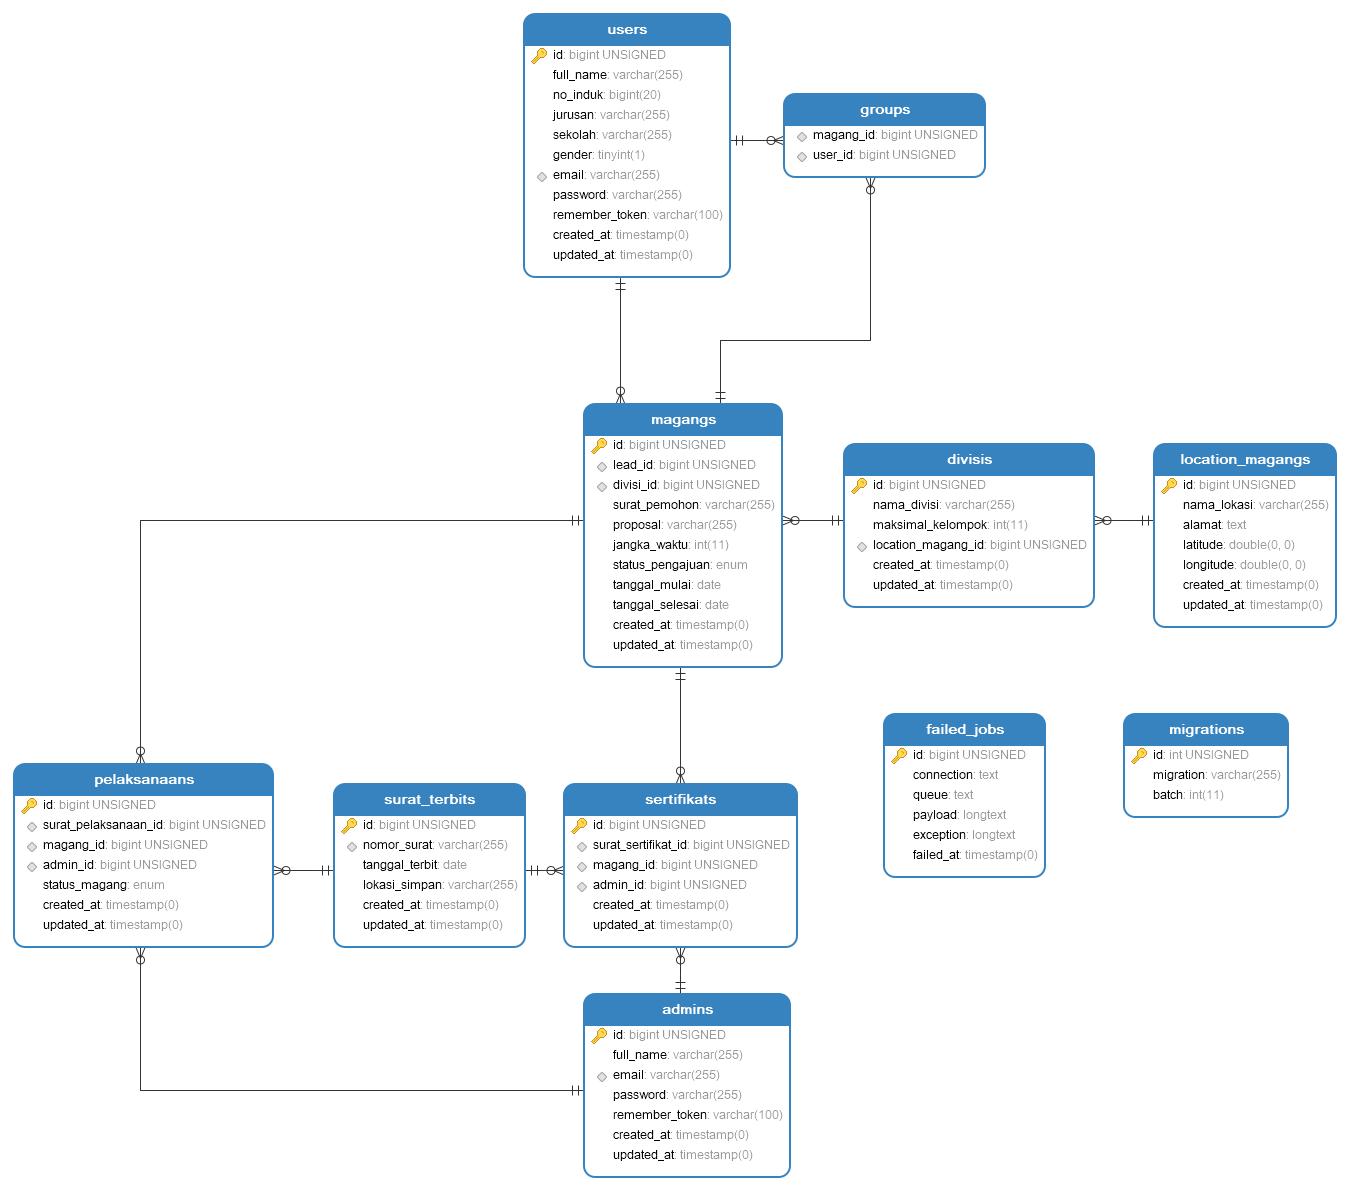 users
id: bigint UNSIGNED
full_name: varchar(255)
no_induk: bigint(20)
jurusan: varchar(255)
sekolah: varchar(255)
gender: tinyint(1)
email: varchar(255)
password: varchar(255)
remember_token: varchar(100)
created_at: timestamp(0)
updated_at: timestamp(0)
groups
magang_id: bigint UNSIGNED
user_id: bigint UNSIGNED
magangs
id: bigint UNSIGNED
lead_id: bigint UNSIGNED
divisi_id: bigint UNSIGNED
surat_pemohon: varchar(255)
proposal: varchar(255)
jangka_waktu: int(11)
status_pengajuan: enum
tanggal_mulai: date
tanggal_selesai: date
created_at: timestamp(0)
updated_at: timestamp(0)
divisis
id: bigint UNSIGNED
nama_divisi: varchar(255)
maksimal_kelompok: int(11)
location_magang_id: bigint UNSIGNED
created_at: timestamp(0)
updated_at: timestamp(0)
location_magangs
id: bigint UNSIGNED
nama_lokasi: varchar(255)
alamat: text
latitude: double(0, 0)
longitude: double(0, 0)
created_at: timestamp(0)
updated_at: timestamp(0)
failed_jobs
id: bigint UNSIGNED
connection: text
queue: text
payload: longtext
exception: longtext
failed_at: timestamp(0)
migrations
id: int UNSIGNED
migration: varchar(255)
batch: int(11)
pelaksanaans
id: bigint UNSIGNED
surat_pelaksanaan_id: bigint UNSIGNED
magang_id: bigint UNSIGNED
admin_id: bigint UNSIGNED
status_magang: enum
created_at: timestamp(0)
updated_at: timestamp(0)
surat_terbits
id: bigint UNSIGNED
nomor_surat: varchar(255)
tanggal_terbit: date
lokasi_simpan: varchar(255)
created_at: timestamp(0)
updated_at: timestamp(0)
sertifikats
id: bigint UNSIGNED
surat_sertifikat_id: bigint UNSIGNED
magang_id: bigint UNSIGNED
admin_id: bigint UNSIGNED
created_at: timestamp(0)
updated_at: timestamp(0)
admins
id: bigint UNSIGNED
full_name: varchar(255)
email: varchar(255)
password: varchar(255)
remember_token: varchar(100)
created_at: timestamp(0)
updated_at: timestamp(0)